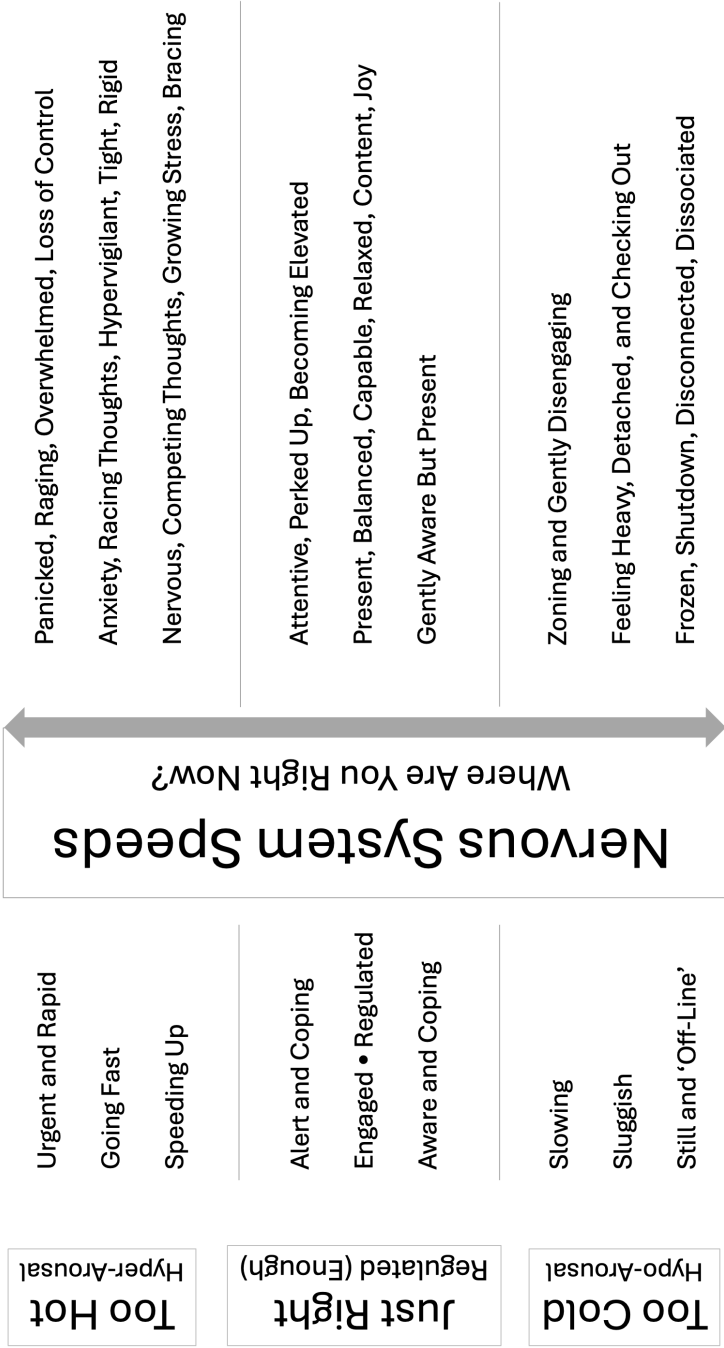 Nervous System Speeds
Where Are You Right Now?
Too Hot
Hyper-Arousal
Urgent and Rapid
Panicked, Raging, Overwhelmed, Loss of Control
Going Fast
Anxiety, Racing Thoughts, Hypervigilant, Tight, Rigid
Speeding Up
Nervous, Competing Thoughts, Growing Stress, Bracing
Just Right
Regulated (Enough)
Alert and Coping
Attentive, Perked Up, Becoming Elevated
Engaged • Regulated
Present, Balanced, Capable, Relaxed, Content, Joy
Aware and Coping
Gently Aware But Present
Too Cold
Hypo-Arousal
Slowing
Zoning and Gently Disengaging
Sluggish
Feeling Heavy, Detached, and Checking Out
Still and ‘Off-Line’
Frozen, Shutdown, Disconnected, Dissociated